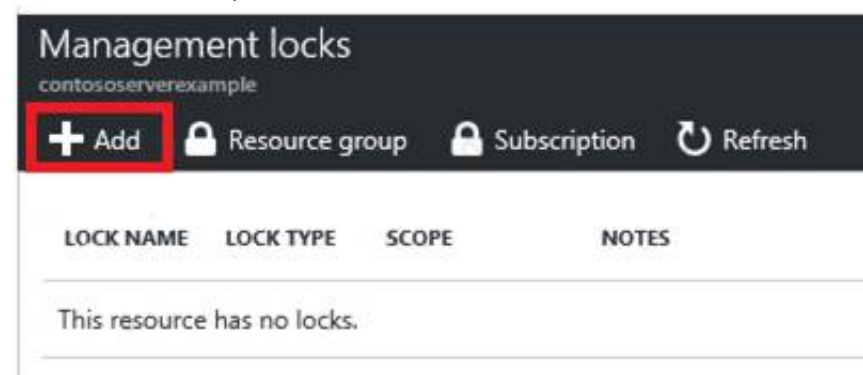 Management locks
contososerverexample
Add Resource group Subscription Refresh
LOCK NAME LOCK TYPE SCOPE NOTES
This resource has no locks.